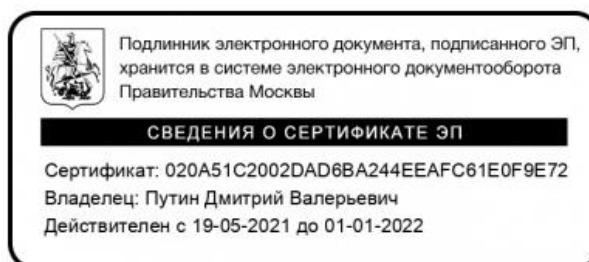 Подлинник электронного документа, подписанного ЭП,
хранится в системе электронного документооборота
Правительства Москвы
СВЕДЕНИЯ О СЕРТИФИКАТЕ ЭП
Сертификат: 020A51C2002DAD6BA244EEAFC61E0F9E72
Владелец: Путин Дмитрий Валерьевич
Действителен с 19-05-2021 до 01-01-2022